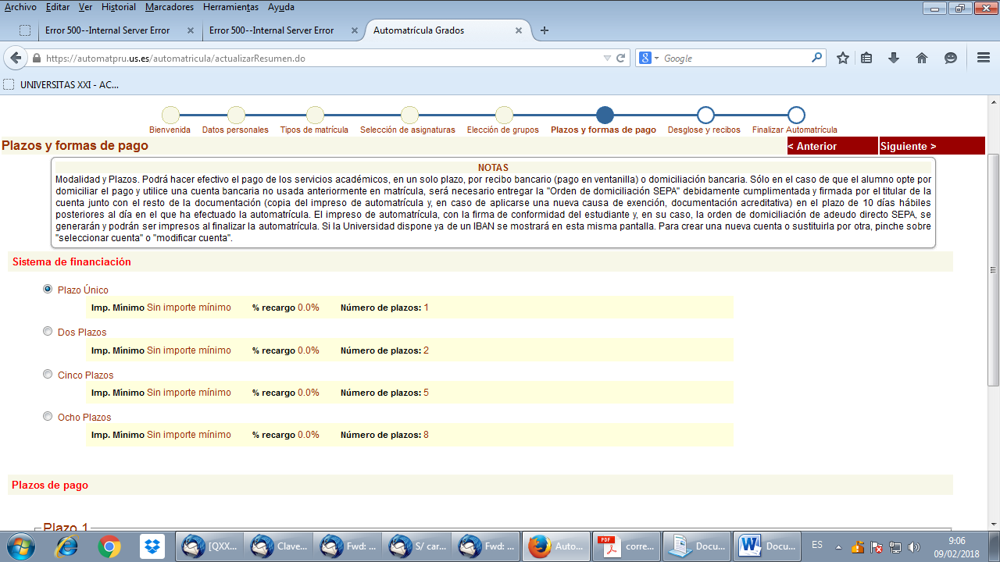 Archivo Editar Ver Historial Marcadores Herramientas Ayuda
Error 500--Internal Server Error × Error 500--Internal Server Error × Automatrícula Grados × +
https://automatpru.us.es/automatricula/actualizarResumen.do Google
UNIVERSITAS XXI - AC...
Bienvenida Datos personales Tipos de matrícula Selección de asignaturas Elección de grupos Plazos y formas de pago Desglose y recibos Finalizar Automatrícula
Plazos y formas de pago < Anterior Siguiente >
NOTAS
Modalidad y Plazos. Podrá hacer efectivo el pago de los servicios académicos, en un solo plazo, por recibo bancario (pago en ventanilla) o domiciliación bancaria. Sólo en el caso de que el alumno opte por
domiciliar el pago y utilice una cuenta bancaria no usada anteriormente en matrícula, será necesario entregar la "Orden de domiciliación SEPA" debidamente cumplimentada y firmada por el titular de la
cuenta junto con el resto de la documentación (copia del impreso de automatrícula y, en caso de aplicarse una nueva causa de exención, documentación acreditativa) en el plazo de 10 días hábiles
posteriores al día en el que ha efectuado la automatrícula. El impreso de automatrícula, con la firma de conformidad del estudiante y, en su caso, la orden de domiciliación de adeudo directo SEPA, se
generarán y podrán ser impresos al finalizar la automatrícula. Si la Universidad dispone ya de un IBAN se mostrará en esta misma pantalla. Para crear una nueva cuenta o sustituirla por otra, pinche sobre
"seleccionar cuenta" o "modificar cuenta".
Sistema de financiación
Plazo Único
Imp. Mínimo Sin importe mínimo % recargo 0.0% Número de plazos: 1
Dos Plazos
Imp. Mínimo Sin importe mínimo % recargo 0.0% Número de plazos: 2
Cinco Plazos
Imp. Mínimo Sin importe mínimo % recargo 0.0% Número de plazos: 5
Ocho Plazos
Imp. Mínimo Sin importe mínimo % recargo 0.0% Número de plazos: 8
Plazos de pago
Plazo 1
[QXX... Clave... Fwd: ... S/ car... Fwd: ... Auto... PDF corre... Docu... Docu... ES 9:06
09/02/2018